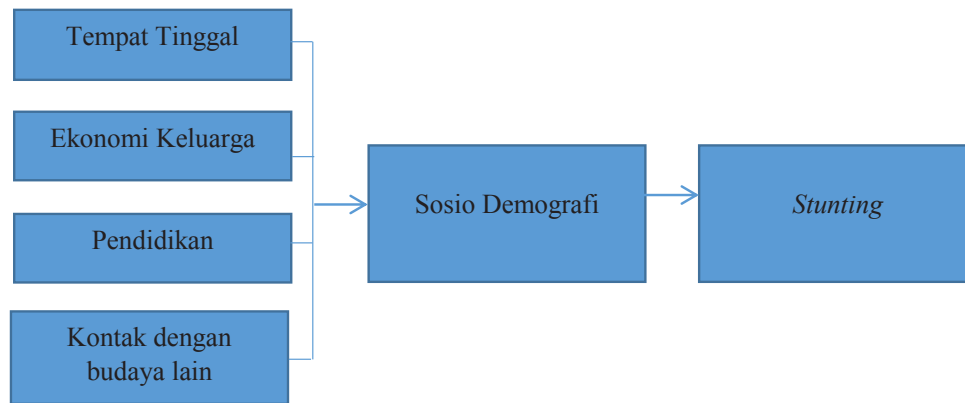 Tempat Tinggal
Ekonomi Keluarga
Pendidikan
Kontak dengan
budaya lain
Sosio Demografi
Stunting